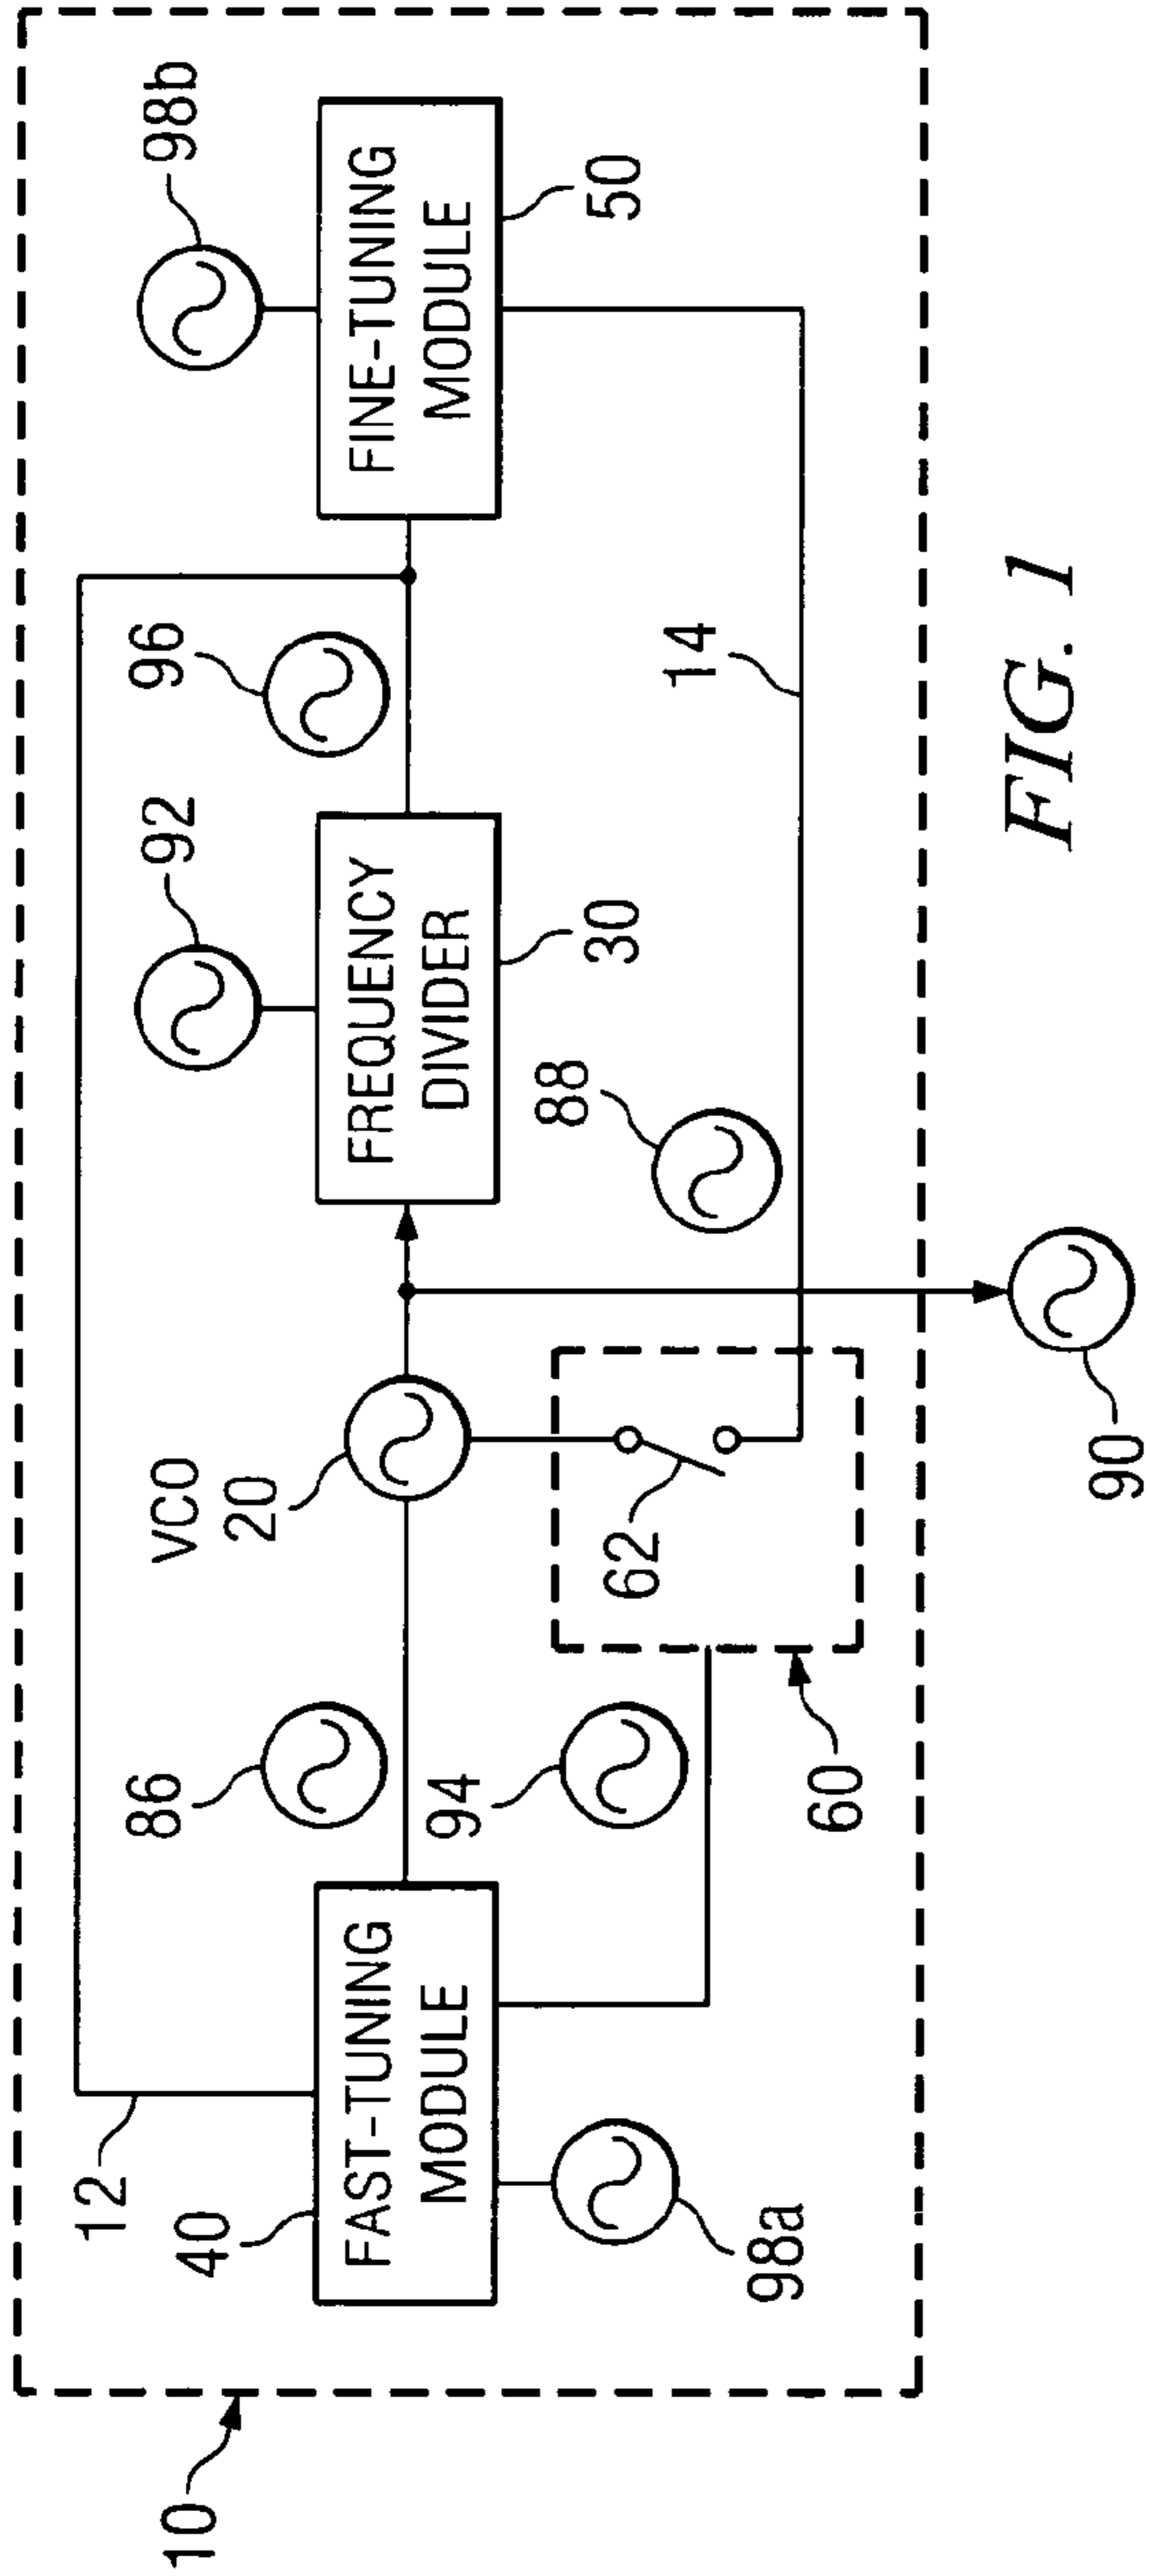 10
12
40
FAST-TUNING
MODULE
98a
86
94
VCO
20
62
60
92
FREQUENCY
DIVIDER
30
88
90
96
14
98b
FINE-TUNING
MODULE
50
FIG. 1